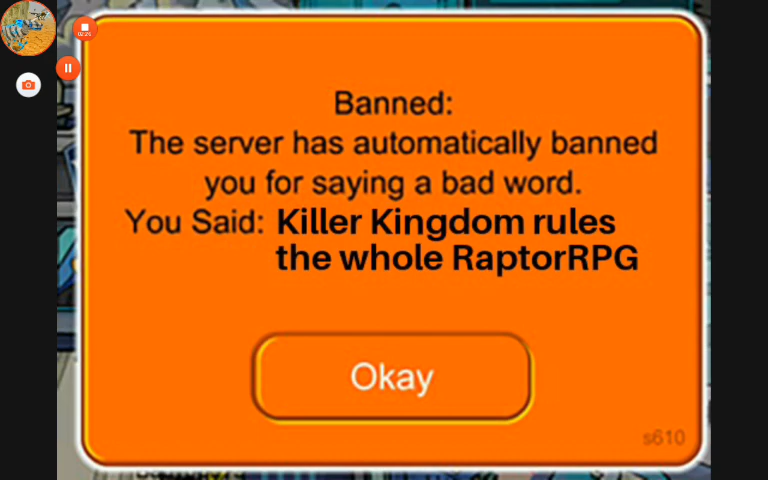 02:26
Banned:
The server has automatically banned
you for saying a bad word.
You Said: Killer Kingdom rules
the whole RaptorRPG
Okay
s610